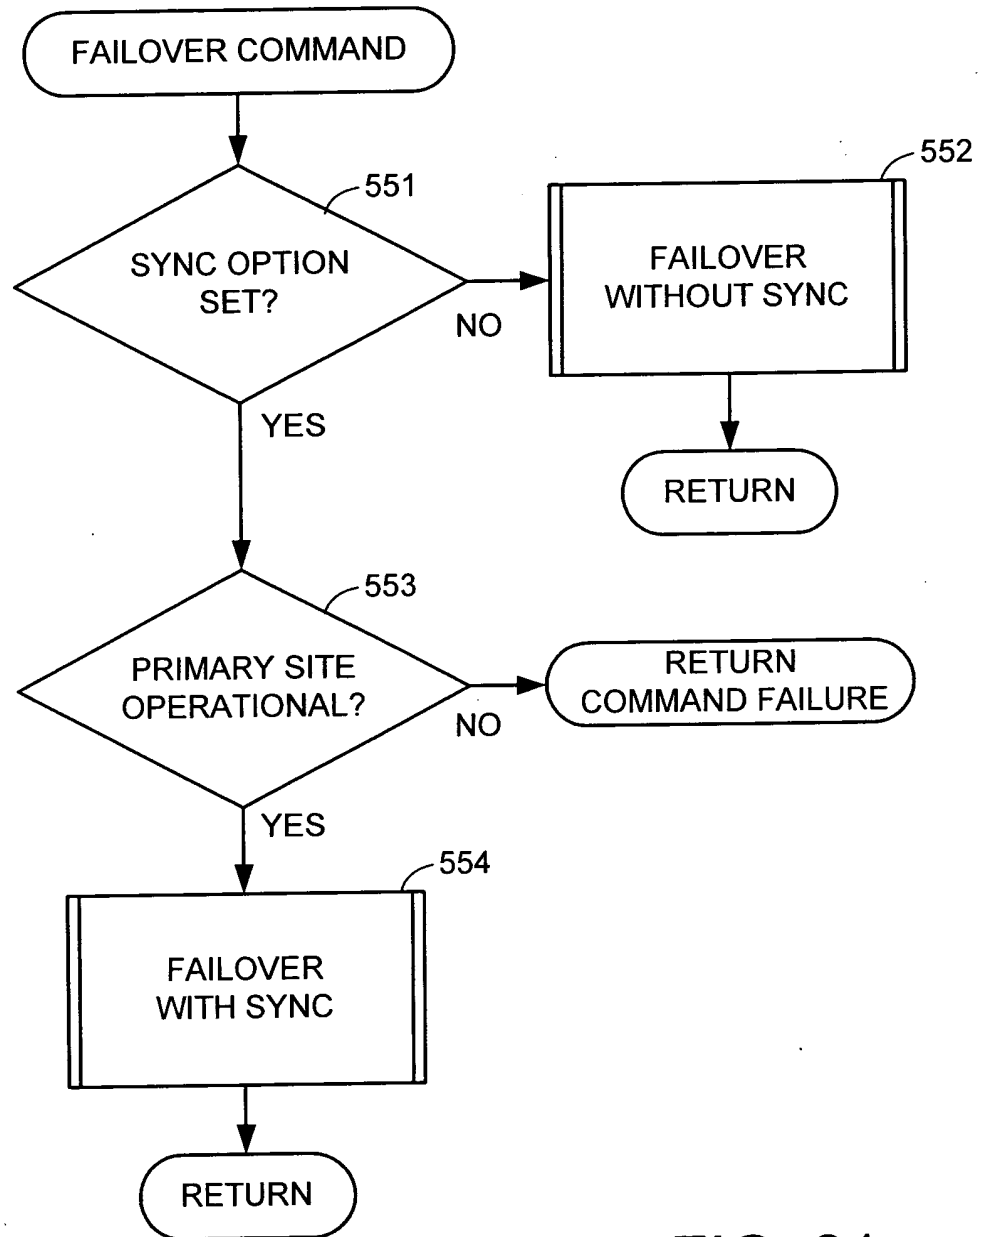 FAILOVER COMMAND
551
SYNC OPTION
SET?
NO
YES
552
FAILOVER
WITHOUT SYNC
RETURN
553
PRIMARY SITE
OPERATIONAL?
NO
YES
RETURN
COMMAND FAILURE
554
FAILOVER
WITH SYNC
RETURN